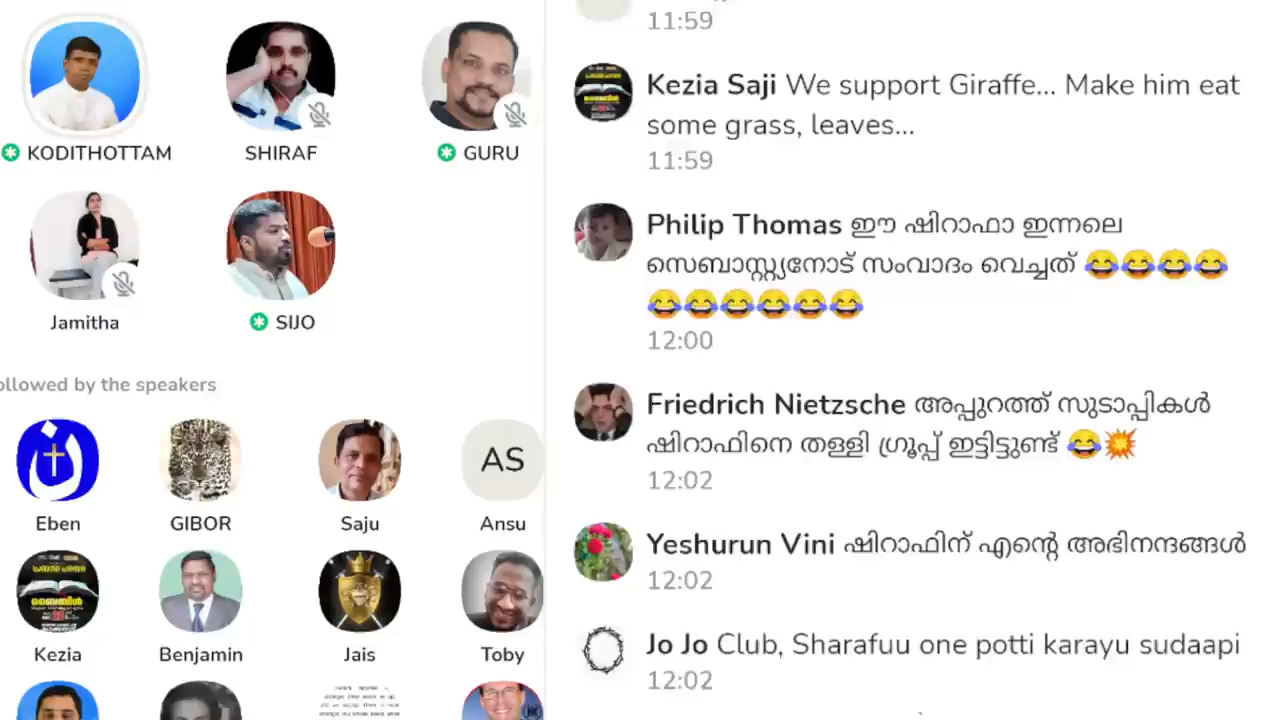 KODITHOTTAM
SHIRAF
GURU
Jamitha
SIJO
ollowed by the speakers
AS
Eben
GIBOR
Saju
Ansu
Kezia
Benjamin
Jais
Toby
11:59
Kezia Saji We support Giraffe... Make him eat
some grass, leaves...
11:59
Philip Thomas ഈ ഷിറാഫാ ഇന്നലെ
സെബാസ്റ്റ്യനോട് സംവാദം വെച്ചത് 😂😂😂😂
😂😂😂😂😂😂
12:00
Friedrich Nietzsche അപ്പുറത്ത് സുടാപ്പികൾ
ഷിറാഫിനെ തള്ളി ഗ്രൂപ്പ് ഇട്ടിട്ടുണ്ട് 😂💥
12:02
Yeshurun Vini ഷിറാഫിന് എന്റെ അഭിനന്ദങ്ങൾ
12:02
Jo Jo Club, Sharafuu one potti karayu sudaapi
12:02